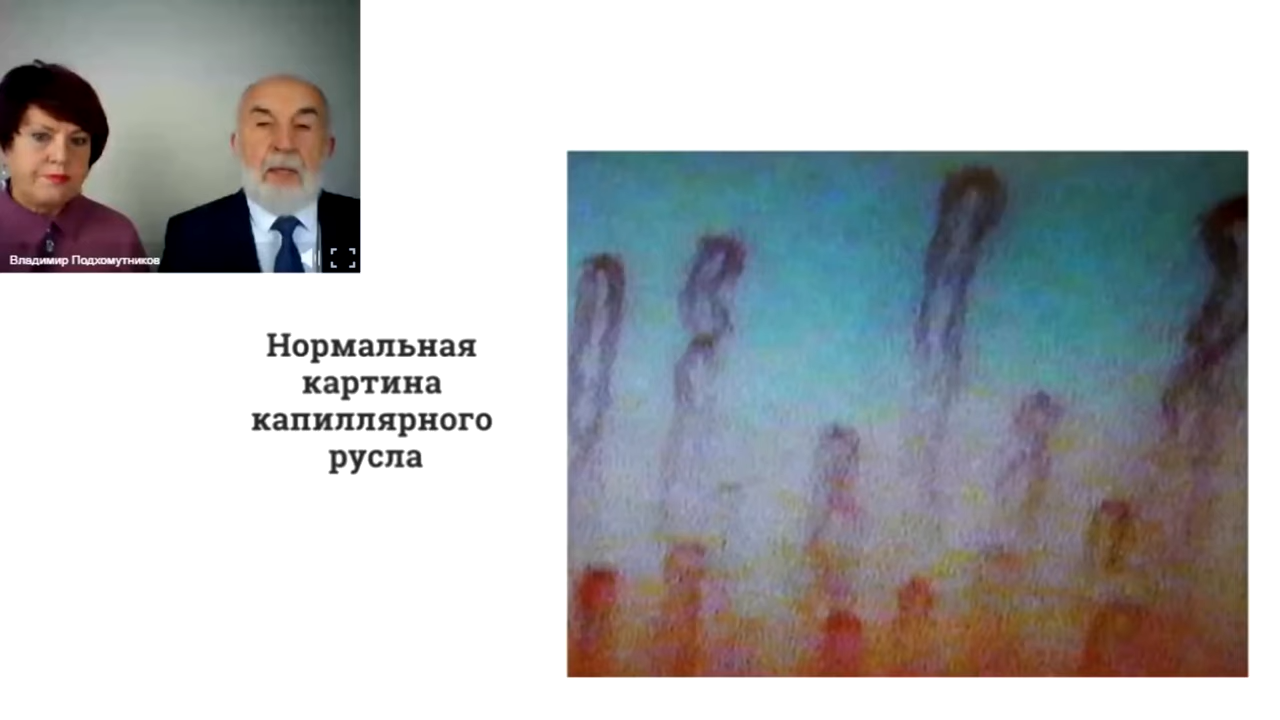 Владимир Подхомутников
Нормальная
картина
капиллярного
русла